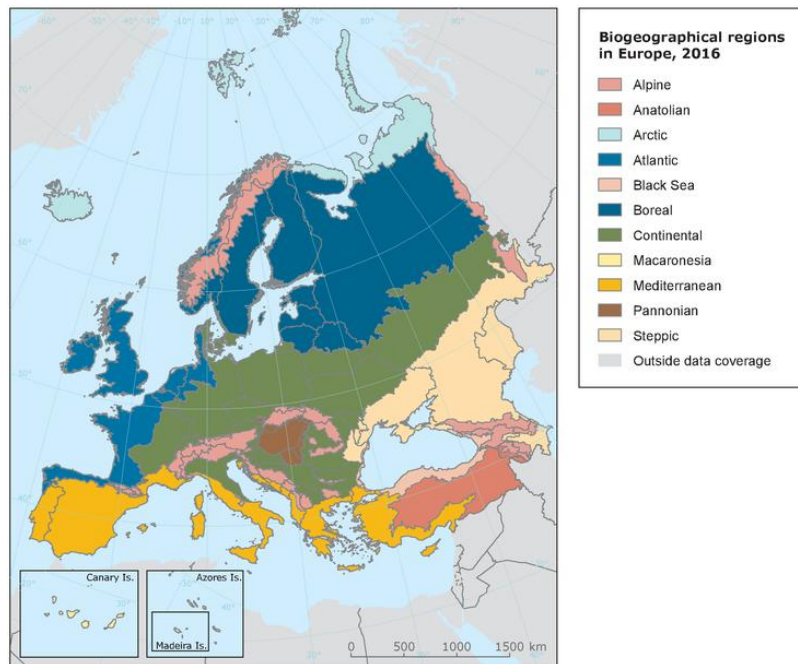 Biogeographical regions
in Europe, 2016
Alpine
Anatolian
Arctic
Atlantic
Black Sea
Boreal
Continental
Macaronesia
Mediterranean
Pannonian
Steppic
Outside data coverage
Canary Is.
Azores Is.
Madeira Is.
0 500 1000 1500 km